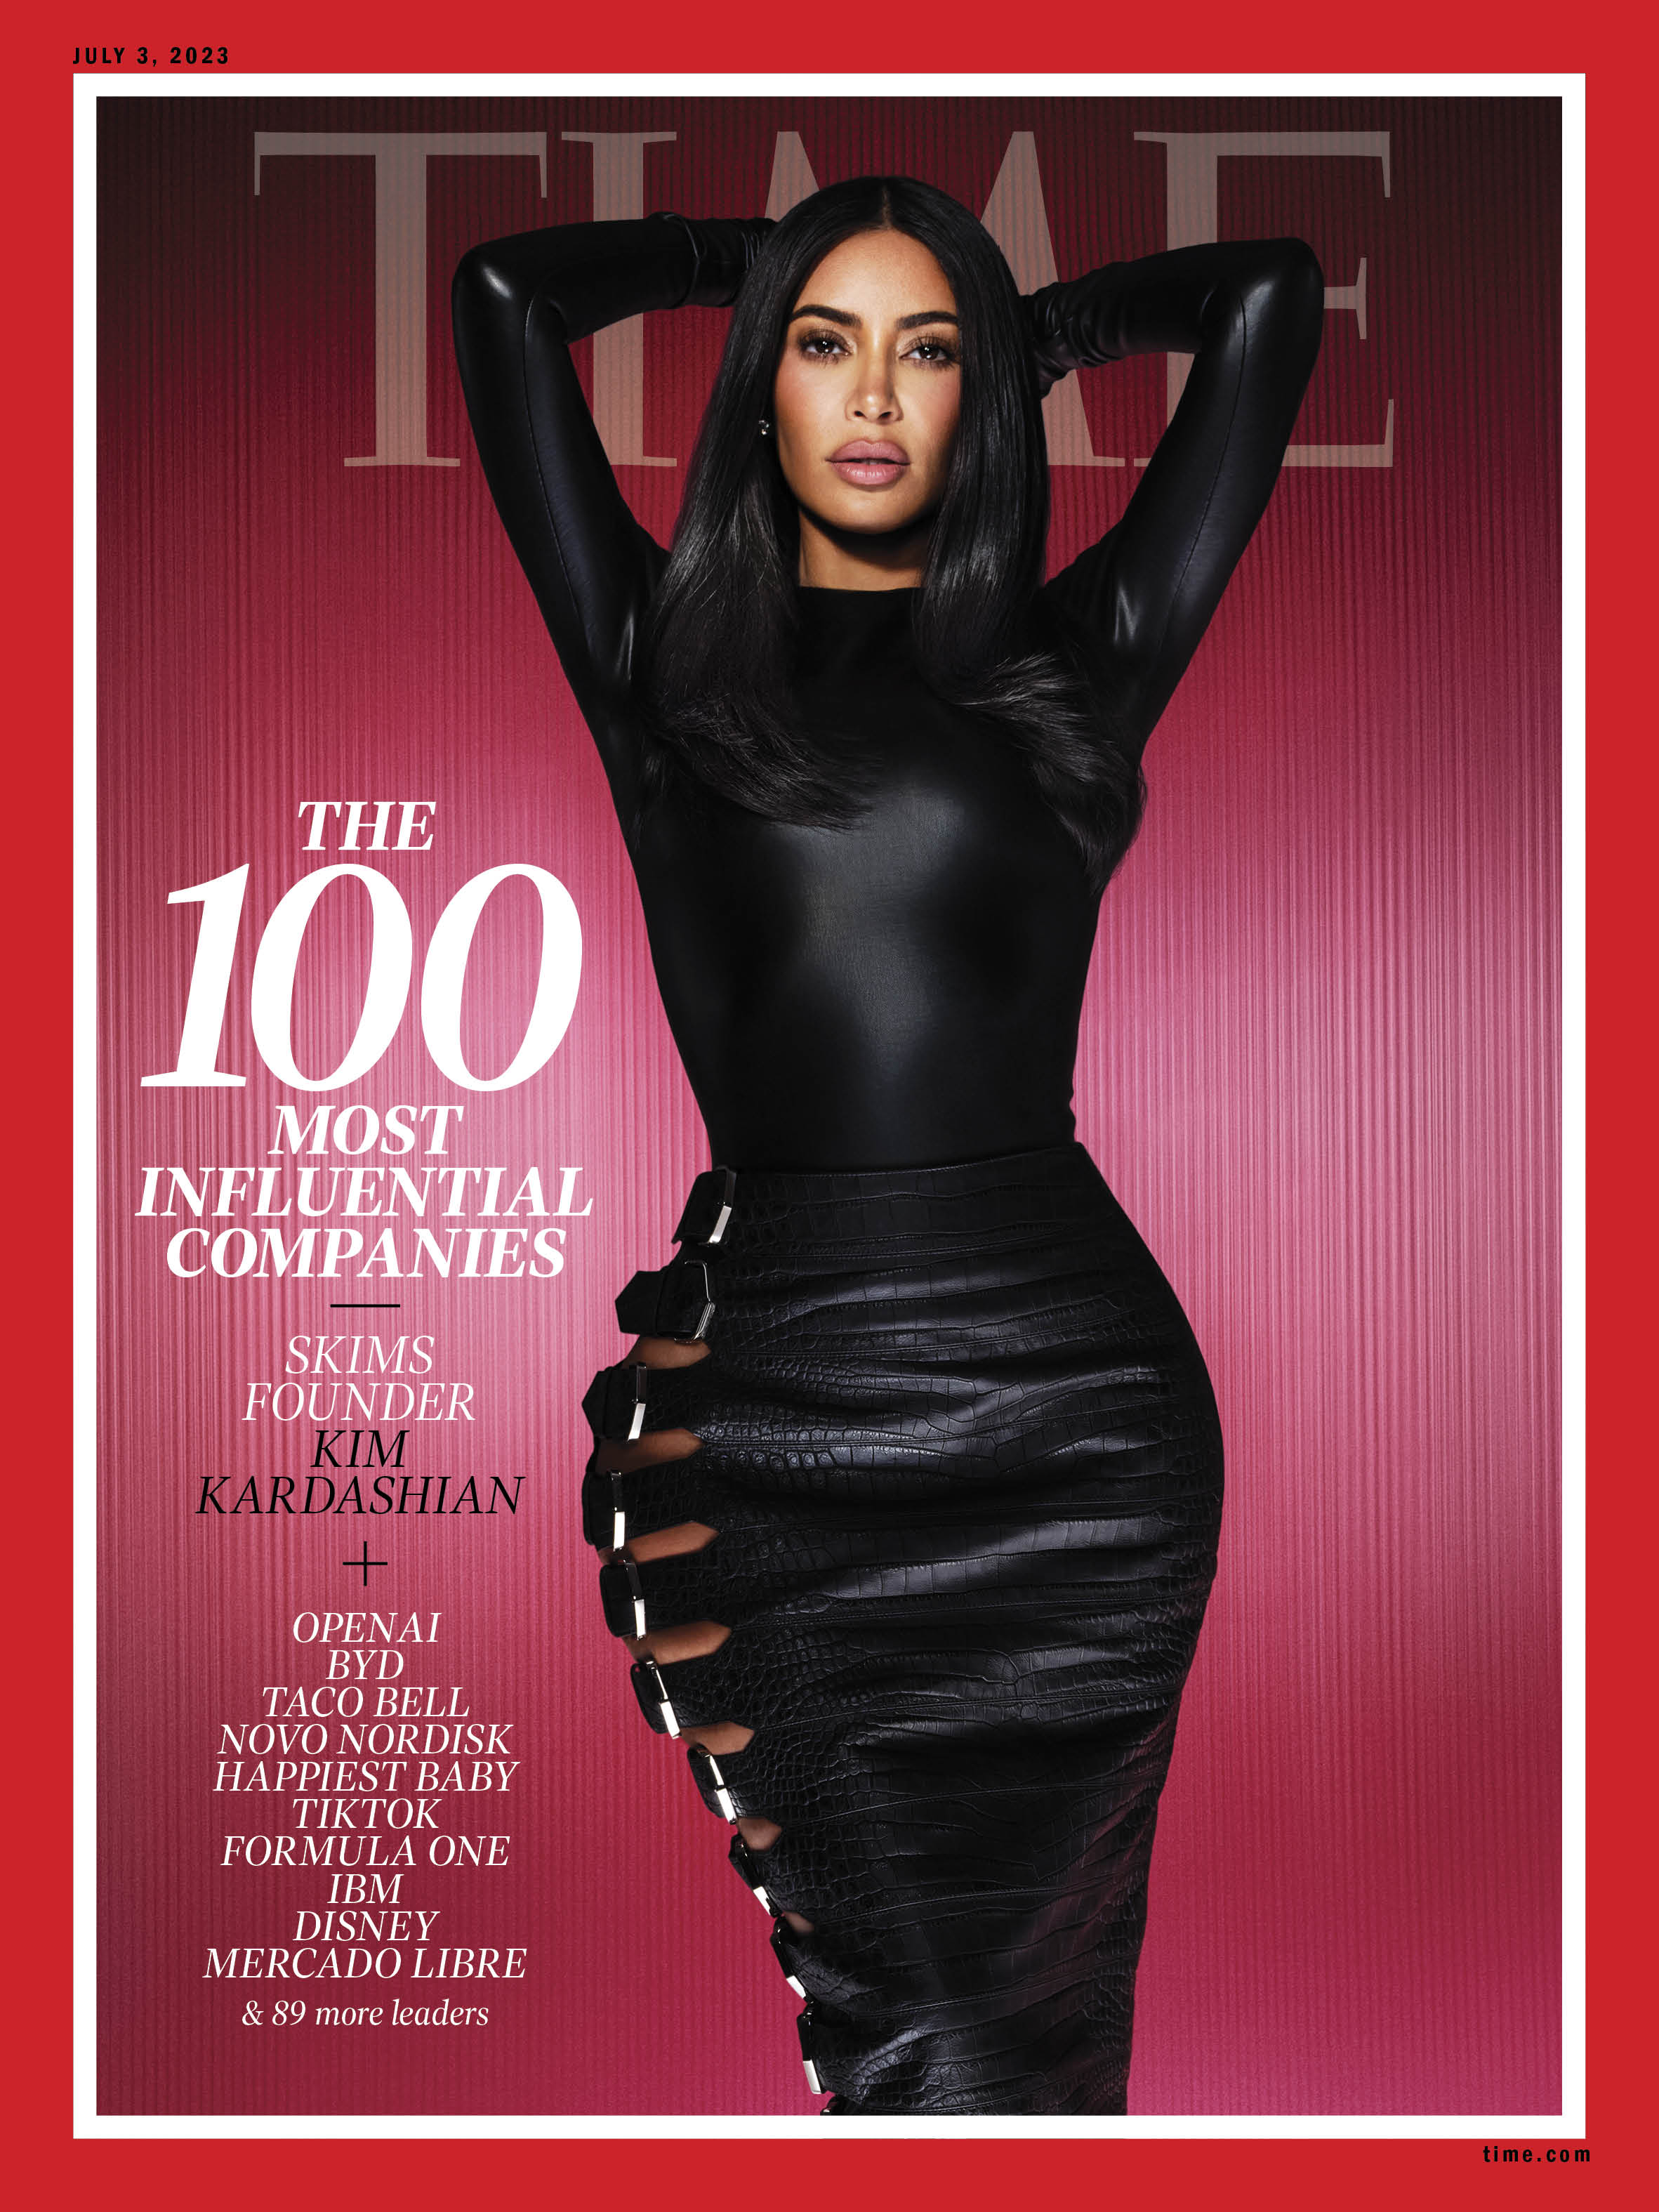 JULY 3, 2023
TIME
THE
100
MOST
INFLUENTIAL
COMPANIES
SKIMS
FOUNDER
KIM
KARDASHIAN
+
OPENAI
BYD
TACO BELL
NOVO NORDISK
HAPPIEST BABY
TIKTOK
FORMULA ONE
IBM
DISNEY
MERCADO LIBRE
& 89 more leaders
time.com